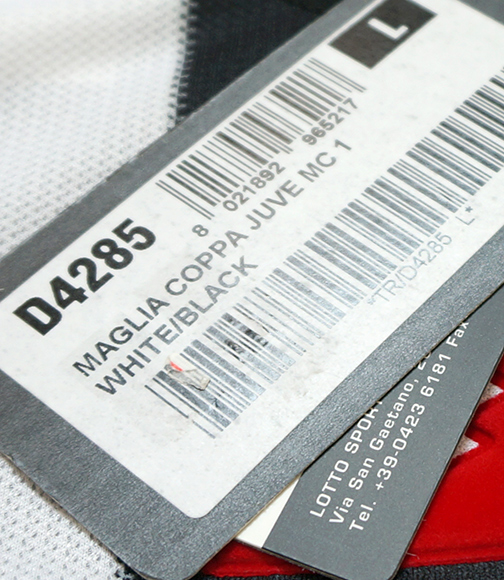 L
8 021892 965217
D4285
MAGLIA COPPA JUVE MC 1
WHITE/BLACK
*TR/D4285 L*
LOTTO SPORT
Via San Gaetano,
Tel. +39-0423 6181 Fax